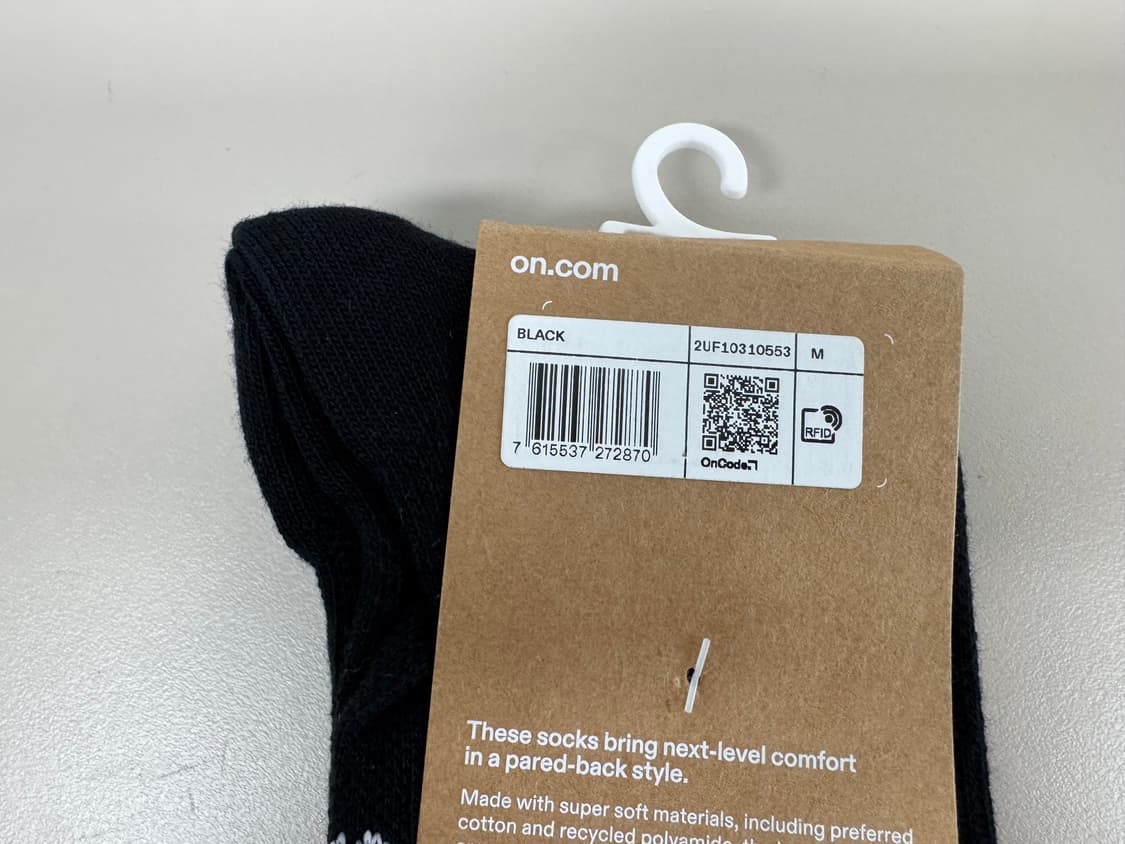 on.com
BLACK
2UF10310553
M
7 615537 272870
OnCode
RFID
These socks bring next-level comfort
in a pared-back style.
Made with super soft materials, including preferred
cotton and recycled polyamide,